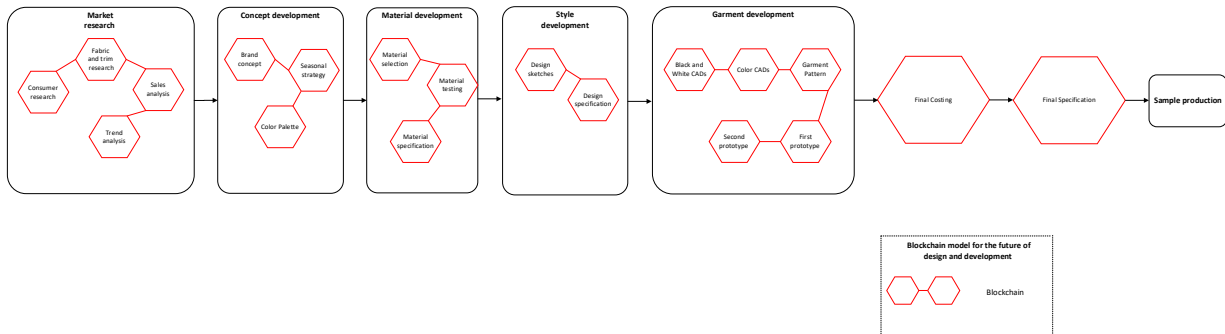 Market
research
Fabric
and trim
research
Consumer
research
Sales
analysis
Trend
analysis
Concept development
Brand
concept
Seasonal
strategy
Color Palette
Material development
Material
selection
Material
testing
Material
specification
Style
development
Design
sketches
Design
specification
Garment development
Black and
White CADs
Color CADs
Garment
Pattern
Second
prototype
First
prototype
Final Costing
Final Specification
Sample production
Blockchain model for the future of
design and development
Blockchain